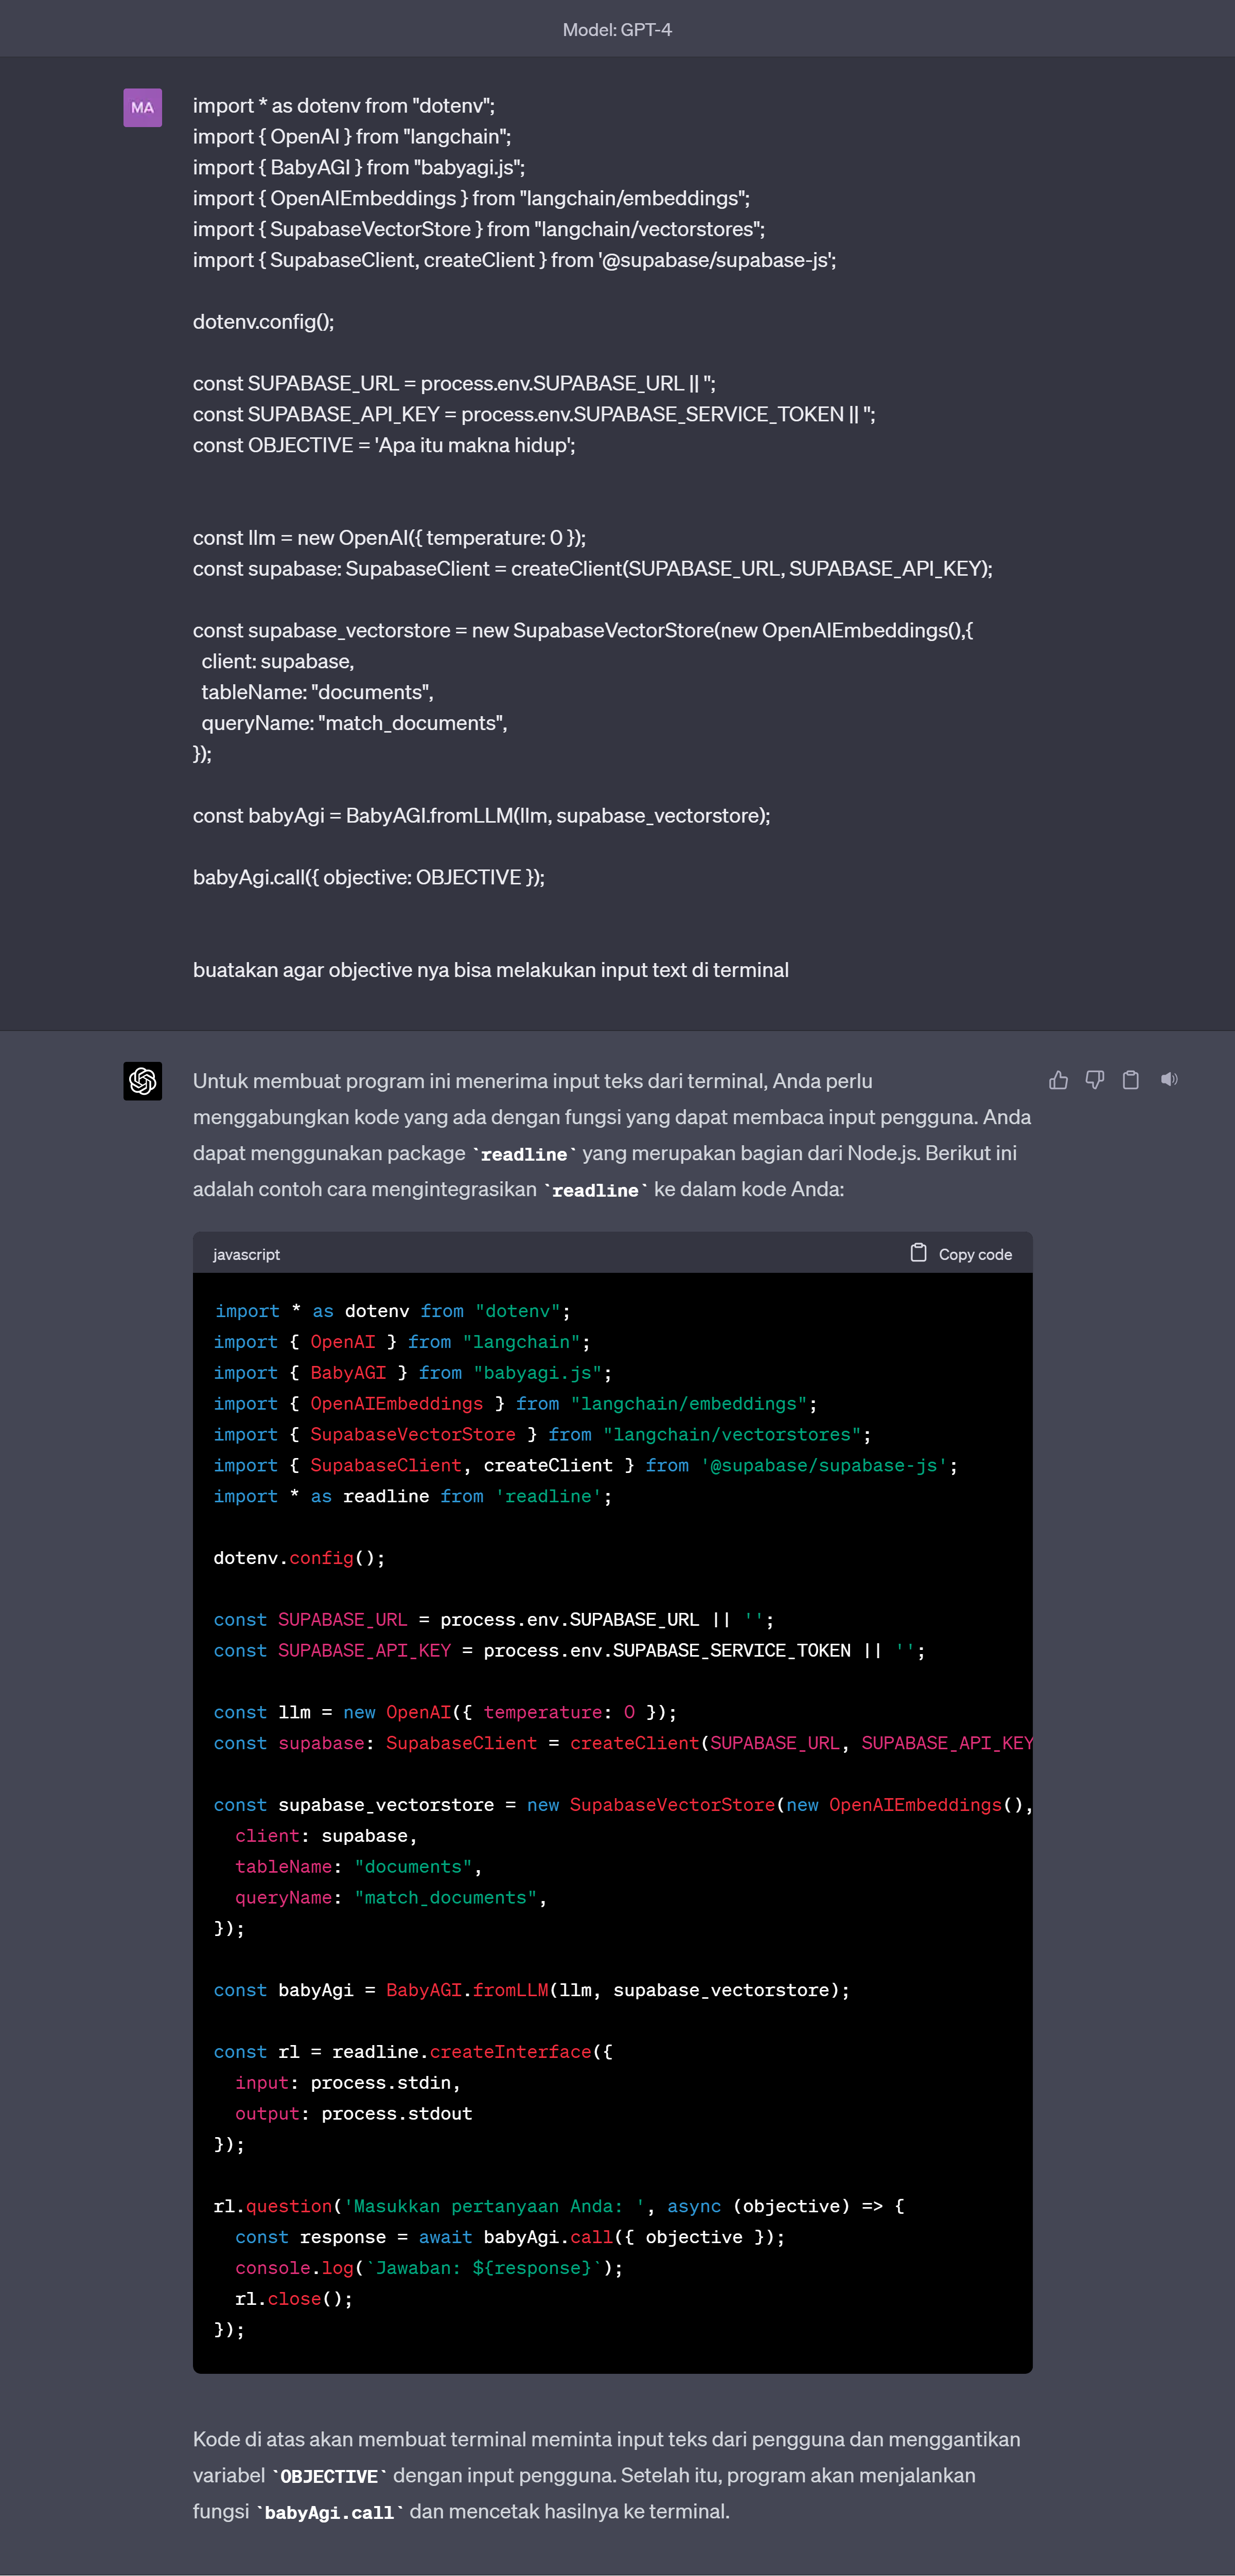 Model: GPT-4
MA
import * as dotenv from "dotenv";
import { OpenAI } from "langchain";
import { BabyAGI } from "babyagi.js";
import { OpenAIEmbeddings } from "langchain/embeddings";
import { SupabaseVectorStore } from "langchain/vectorstores";
import { SupabaseClient, createClient } from '@supabase/supabase-js';
dotenv.config();
const SUPABASE_URL = process.env.SUPABASE_URL || '';
const SUPABASE_API_KEY = process.env.SUPABASE_SERVICE_TOKEN || '';
const OBJECTIVE = 'Apa itu makna hidup';
const llm = new OpenAI({ temperature: 0 });
const supabase: SupabaseClient = createClient(SUPABASE_URL, SUPABASE_API_KEY);
const supabase_vectorstore = new SupabaseVectorStore(new OpenAIEmbeddings(),{
  client: supabase,
  tableName: "documents",
  queryName: "match_documents",
});
const babyAgi = BabyAGI.fromLLM(llm, supabase_vectorstore);
babyAgi.call({ objective: OBJECTIVE });
buatakan agar objective nya bisa melakukan input text di terminal
Untuk membuat program ini menerima input teks dari terminal, Anda perlu
menggabungkan kode yang ada dengan fungsi yang dapat membaca input pengguna. Anda
dapat menggunakan package `readline` yang merupakan bagian dari Node.js. Berikut ini
adalah contoh cara mengintegrasikan `readline` ke dalam kode Anda:
javascript
Copy code
import * as dotenv from "dotenv";
import { OpenAI } from "langchain";
import { BabyAGI } from "babyagi.js";
import { OpenAIEmbeddings } from "langchain/embeddings";
import { SupabaseVectorStore } from "langchain/vectorstores";
import { SupabaseClient, createClient } from '@supabase/supabase-js';
import * as readline from 'readline';
dotenv.config();
const SUPABASE_URL = process.env.SUPABASE_URL || '';
const SUPABASE_API_KEY = process.env.SUPABASE_SERVICE_TOKEN || '';
const llm = new OpenAI({ temperature: 0 });
const supabase: SupabaseClient = createClient(SUPABASE_URL, SUPABASE_API_KEY
const supabase_vectorstore = new SupabaseVectorStore(new OpenAIEmbeddings(),
  client: supabase,
  tableName: "documents",
  queryName: "match_documents",
});
const babyAgi = BabyAGI.fromLLM(llm, supabase_vectorstore);
const rl = readline.createInterface({
  input: process.stdin,
  output: process.stdout
});
rl.question('Masukkan pertanyaan Anda: ', async (objective) => {
  const response = await babyAgi.call({ objective });
  console.log(`Jawaban: ${response}`);
  rl.close();
});
Kode di atas akan membuat terminal meminta input teks dari pengguna dan menggantikan
variabel `OBJECTIVE` dengan input pengguna. Setelah itu, program akan menjalankan
fungsi `babyAgi.call` dan mencetak hasilnya ke terminal.